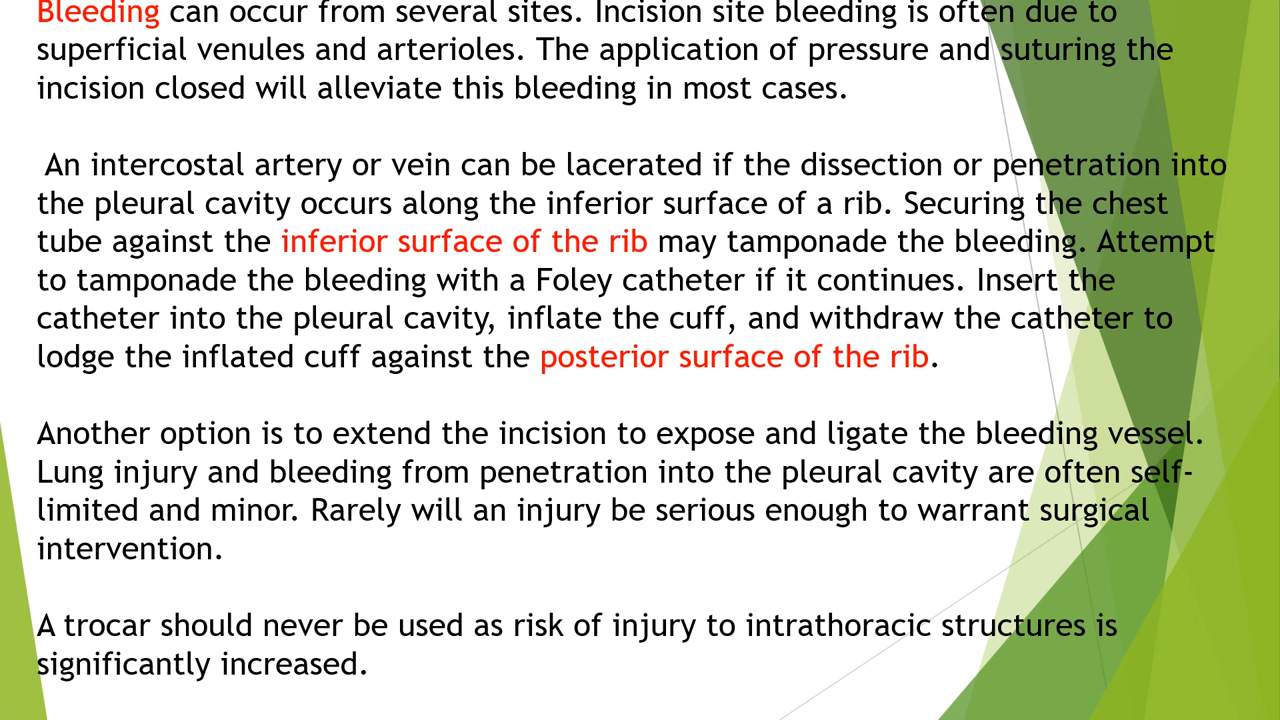 Bleeding can occur from several sites. Incision site bleeding is often due to
superficial venules and arterioles. The application of pressure and suturing the
incision closed will alleviate this bleeding in most cases.
An intercostal artery or vein can be lacerated if the dissection or penetration into
the pleural cavity occurs along the inferior surface of a rib. Securing the chest
tube against the inferior surface of the rib may tamponade the bleeding. Attempt
to tamponade the bleeding with a Foley catheter if it continues. Insert the
catheter into the pleural cavity, inflate the cuff, and withdraw the catheter to
lodge the inflated cuff against the posterior surface of the rib.
Another option is to extend the incision to expose and ligate the bleeding vessel.
Lung injury and bleeding from penetration into the pleural cavity are often self-
limited and minor. Rarely will an injury be serious enough to warrant surgical
intervention.
A trocar should never be used as risk of injury to intrathoracic structures is
significantly increased.